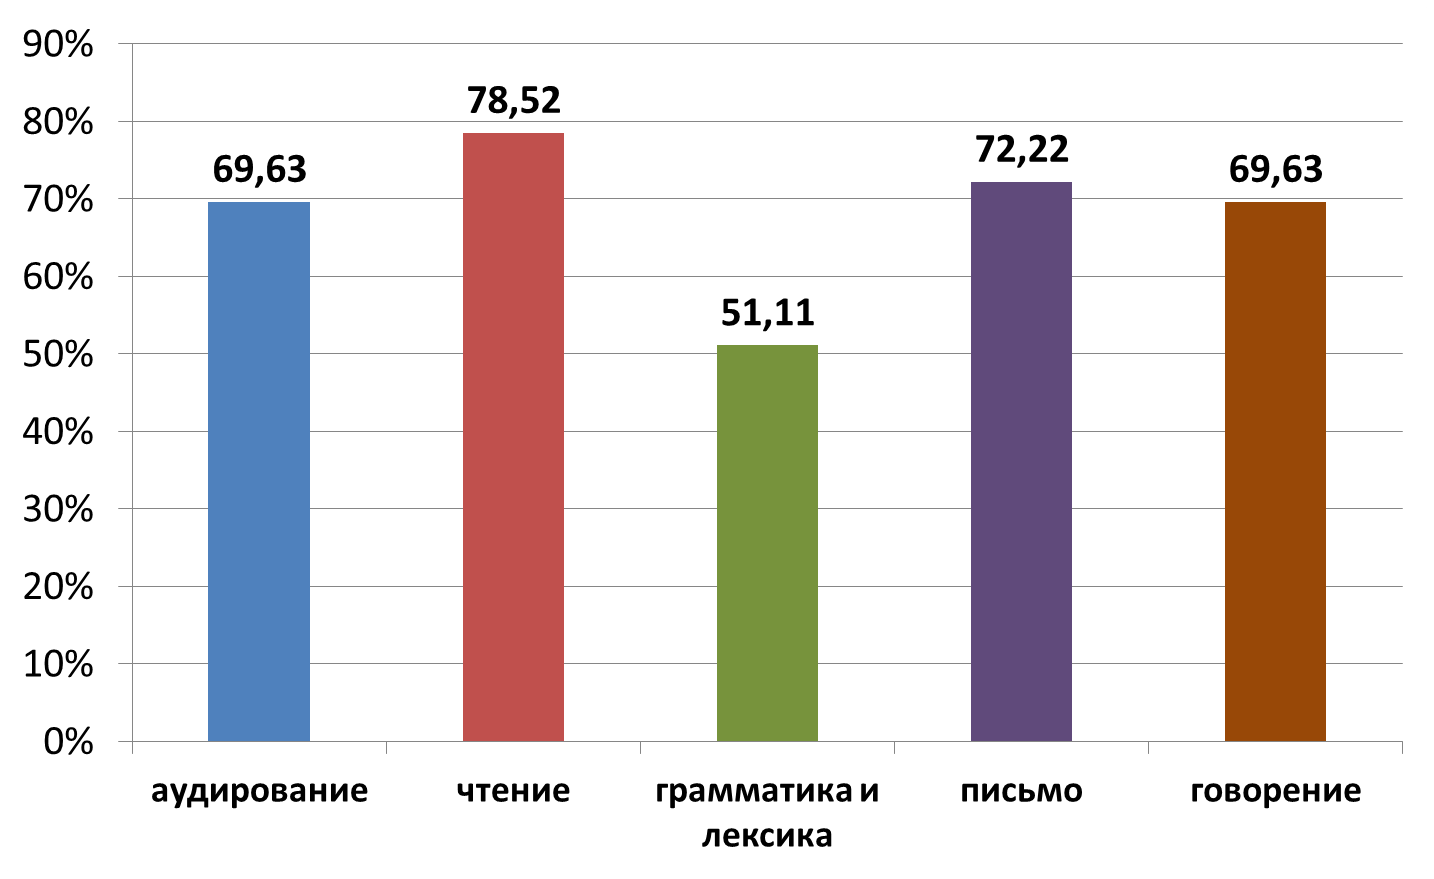 90%
80%
70%
60%
50%
40%
30%
20%
10%
0%
69,63
78,52
51,11
72,22
69,63
аудирование
чтение
грамматика и
лексика
письмо
говорение